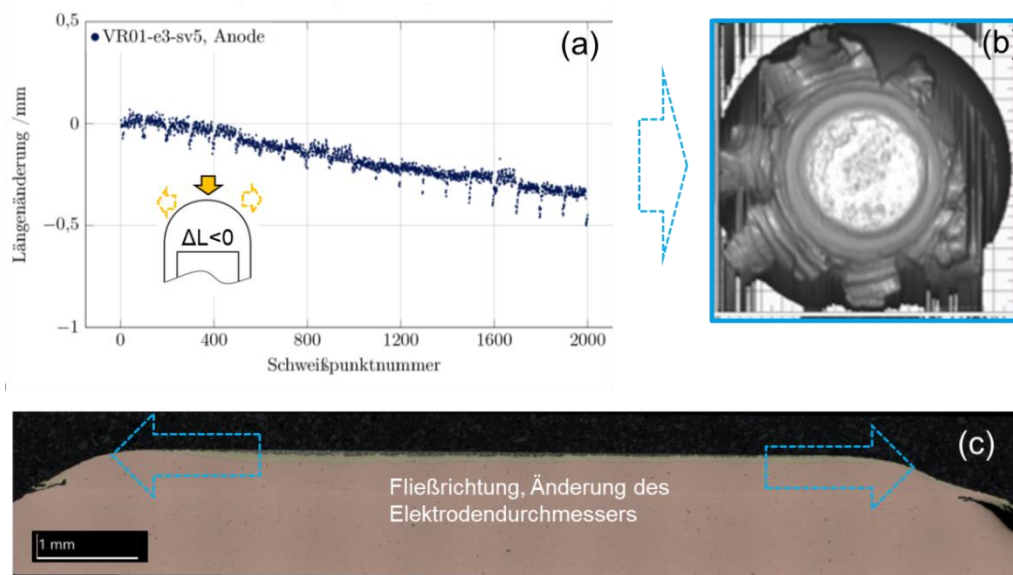 0,5
VR01-e3-sv5, Anode
(a)
0
−0,5
−1
Längenänderung /mm
ΔL<0
0
400
800
1200
1600
2000
Schweißpunktnummer
(b)
(c)
Fließrichtung, Änderung des
Elektrodendurchmessers
1 mm